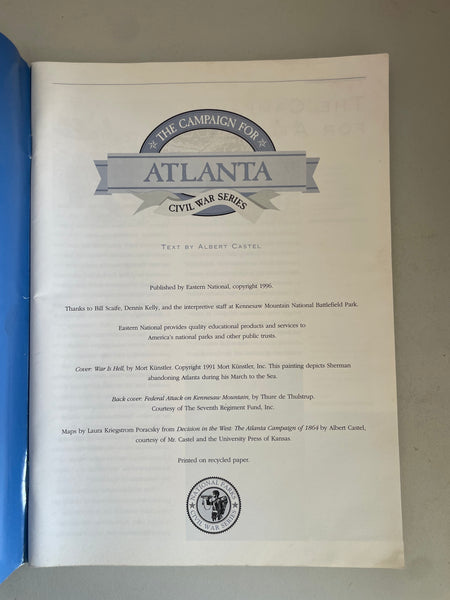 THE CAMPAIGN FOR
ATLANTA
CIVIL WAR SERIES
TEXT BY ALBERT CASTEL
Published by Eastern National, copyright 1996.
Thanks to Bill Scaife, Dennis Kelly, and the interpretive staff at Kennesaw Mountain National Battlefield Park.
Eastern National provides quality educational products and services to
America's national parks and other public trusts.
Cover: War Is Hell, by Mort Künstler. Copyright 1991 Mort Künstler, Inc. This painting depicts Sherman
abandoning Atlanta during his March to the Sea.
Back cover: Federal Attack on Kennesaw Mountain, by Thure de Thulstrup.
Courtesy of The Seventh Regiment Fund, Inc.
Maps by Laura Kriegstrom Poracsky from Decision in the West: The Atlanta Campaign of 1864 by Albert Castel,
courtesy of Mr. Castel and the University Press of Kansas.
Printed on recycled paper.
NATIONAL PARKS
CIVIL WAR SERIES